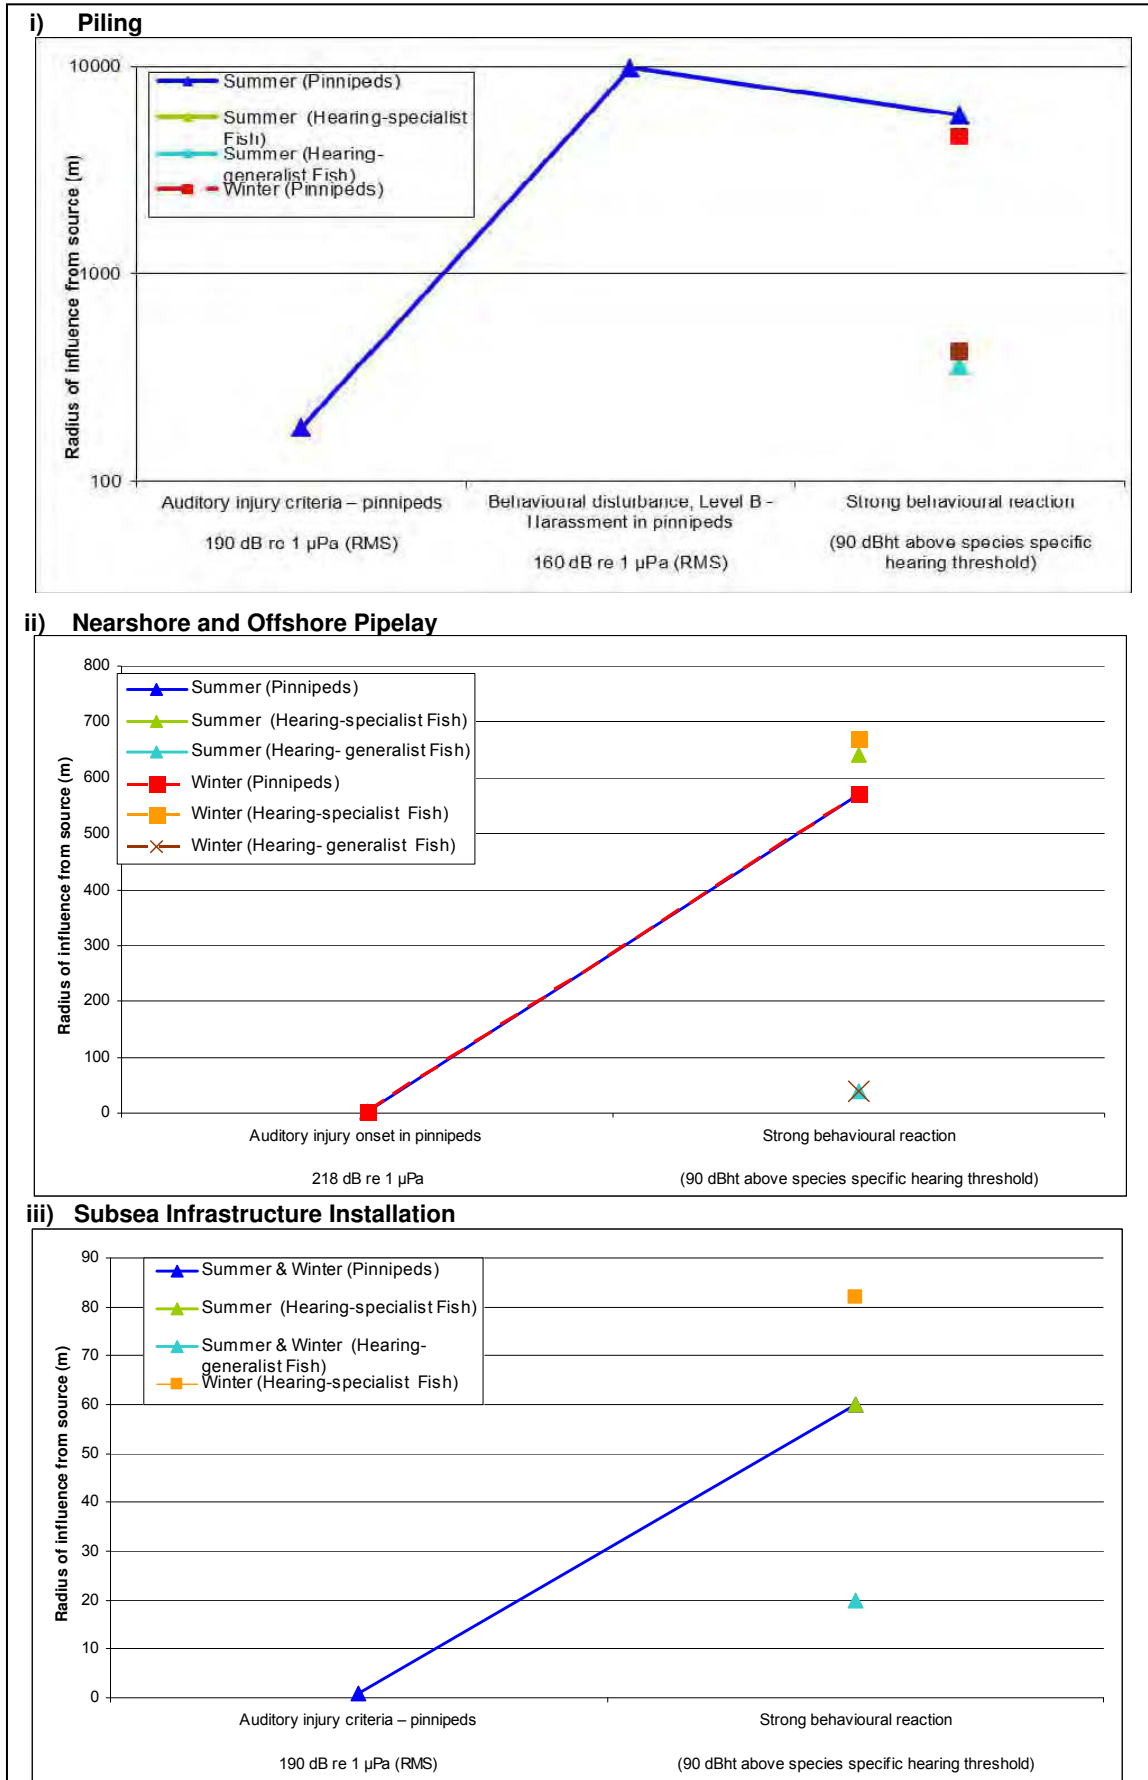 i) Piling
10000
1000
100
Radius of influence from source (m)
Summer (Pinnipeds)
Summer (Hearing-specialist
Fish)
Summer (Hearing-
generalist Fish)
Winter (Pinnipeds)
Auditory injury criteria – pinnipeds
190 dB re 1 µPa (RMS)
Behavioural disturbance, Level B -
Harassment in pinnipeds
160 dB re 1 µPa (RMS)
Strong behavioural reaction
(90 dBht above species specific
hearing threshold)
ii) Nearshore and Offshore Pipelay
800
700
600
500
400
300
200
100
0
Radius of influence from source (m)
Summer (Pinnipeds)
Summer (Hearing-specialist Fish)
Summer (Hearing- generalist Fish)
Winter (Pinnipeds)
Winter (Hearing-specialist Fish)
Winter (Hearing- generalist Fish)
Auditory injury onset in pinnipeds
218 dB re 1 µPa
Strong behavioural reaction
(90 dBht above species specific hearing threshold)
iii) Subsea Infrastructure Installation
90
80
70
60
50
40
30
20
10
0
Radius of influence from source (m)
Summer & Winter (Pinnipeds)
Summer (Hearing-specialist Fish)
Summer & Winter (Hearing-
generalist Fish)
Winter (Hearing-specialist Fish)
Auditory injury criteria – pinnipeds
190 dB re 1 µPa (RMS)
Strong behavioural reaction
(90 dBht above species specific hearing threshold)